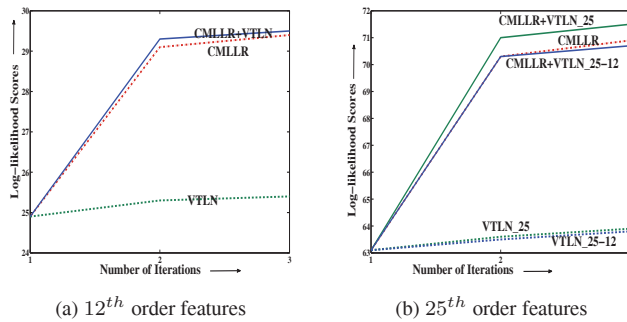 30
29
28
27
26
25
24
Log-likelihood Scores
CMLLR+VTLN
CMLLR
VTLN
1
2
3
Number of Iterations
(a) 12th order features
72
71
70
69
68
67
66
65
64
63
Log-likelihood Scores
CMLLR+VTLN_25
CMLLR
CMLLR+VTLN_25-12
VTLN_25
VTLN_25-12
1
2
Number of Iterations
(b) 25th order features